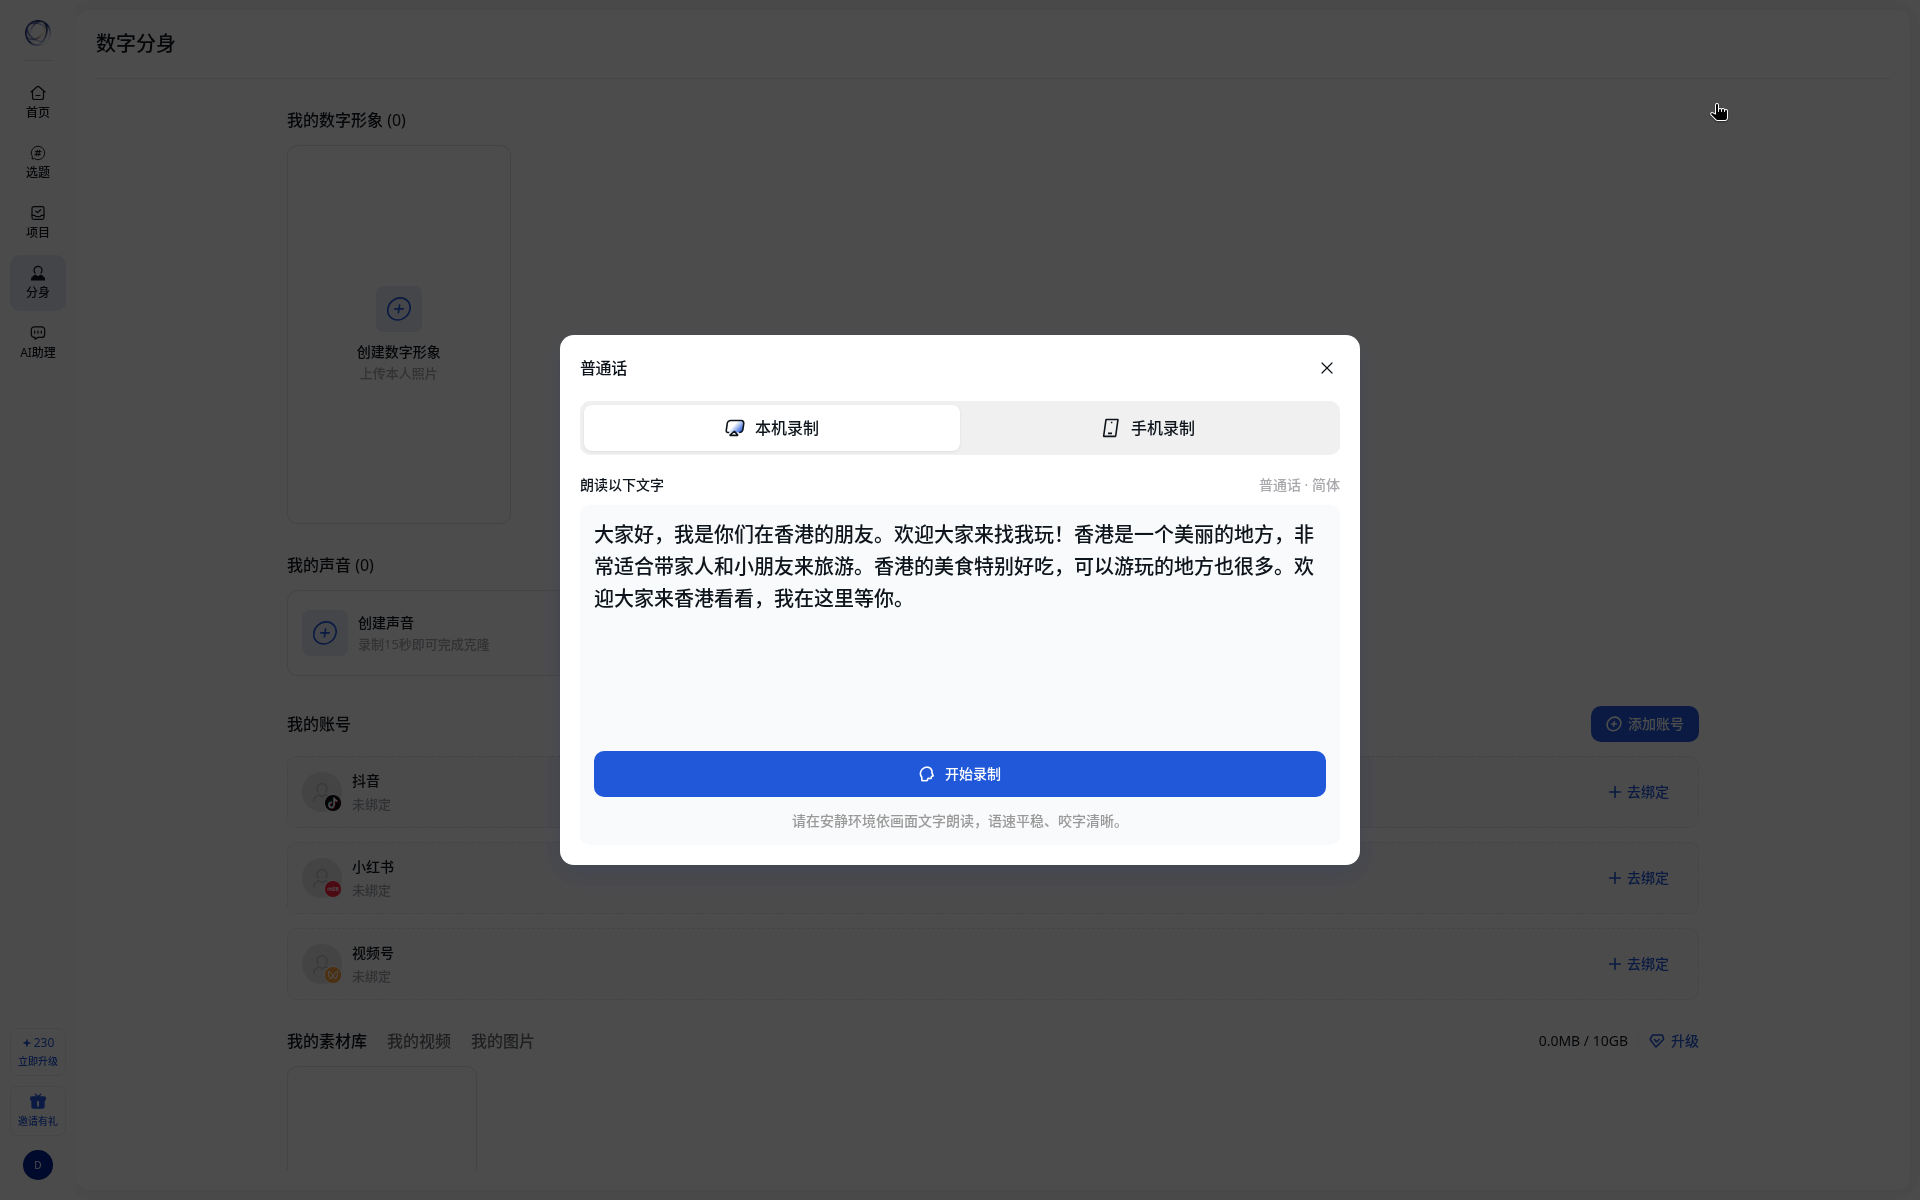 数字分身
首页
选题
项目
分身
AI助理
我的数字形象 (0)
创建数字形象
上传本人照片
我的声音 (0)
创建声音
录制15秒即可完成克隆
普通话
本机录制
手机录制
朗读以下文字
普通话 · 简体
大家好，我是你们在香港的朋友。欢迎大家来找我玩！香港是一个美丽的地方，非
常适合带家人和小朋友来旅游。香港的美食特别好吃，可以游玩的地方也很多。欢
迎大家来香港看看，我在这里等你。
开始录制
请在安静环境依画面文字朗读，语速平稳、咬字清晰。
我的账号
添加账号
抖音
未绑定
去绑定
小红书
未绑定
去绑定
视频号
未绑定
去绑定
我的素材库
我的视频
我的图片
0.0MB / 10GB
升级
230
立即升级
邀请有礼
D